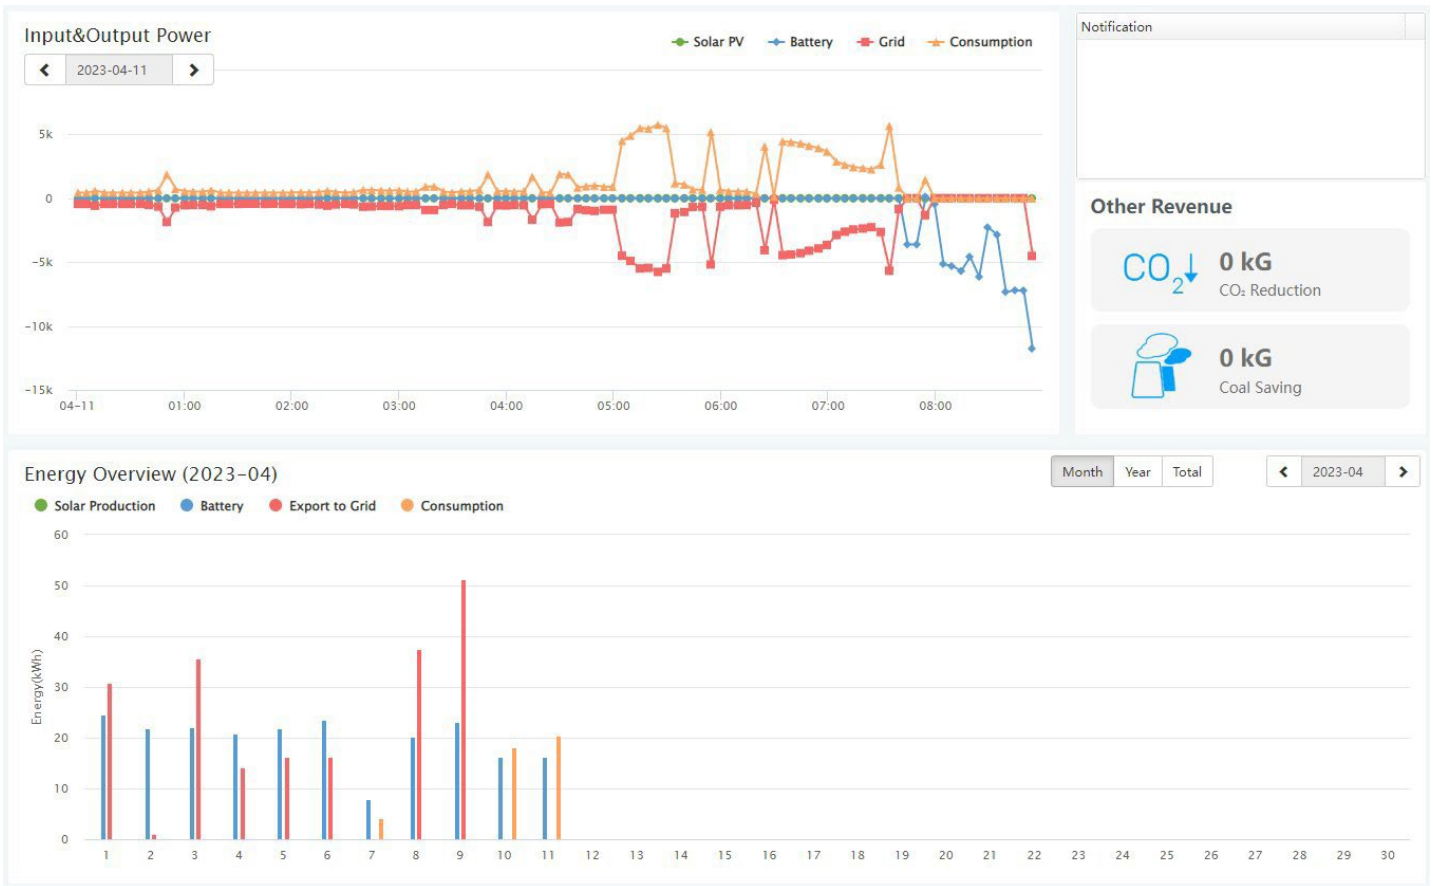 Input&Output Power
2023-04-11
Solar PV Battery Grid Consumption
5k
0
-5k
-10k
-15k
04-11 01:00 02:00 03:00 04:00 05:00 06:00 07:00 08:00
Notification
Other Revenue
CO2
0 kG
CO₂ Reduction
0 kG
Coal Saving
Energy Overview (2023-04)
Month Year Total
2023-04
Solar Production Battery Export to Grid Consumption
Energy(kWh)
60
50
40
30
20
10
0
1 2 3 4 5 6 7 8 9 10 11 12 13 14 15 16 17 18 19 20 21 22 23 24 25 26 27 28 29 30